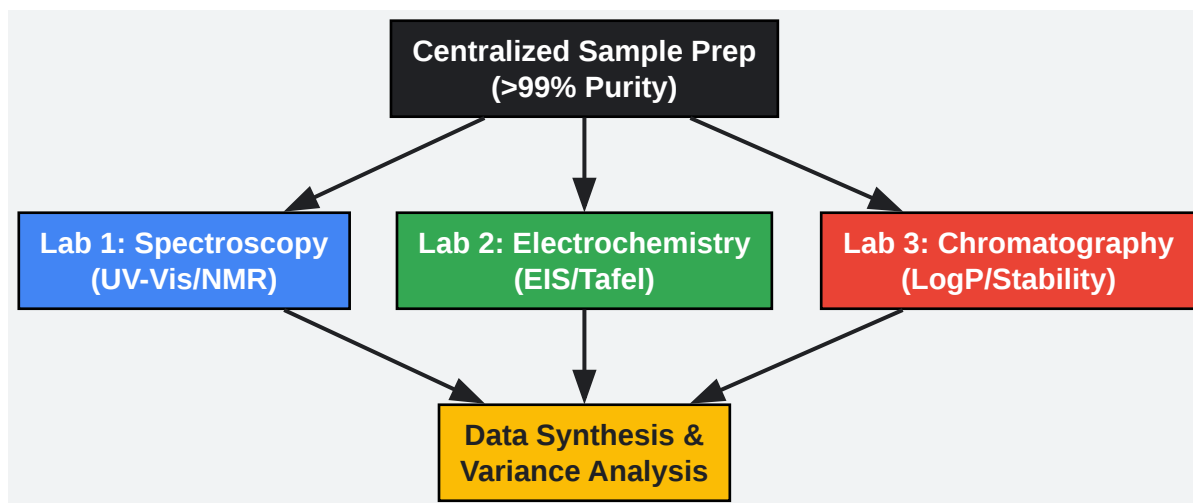 Centralized Sample Prep
(>99% Purity)
Lab 1: Spectroscopy
(UV-Vis/NMR)
Lab 2: Electrochemistry
(EIS/Tafel)
Lab 3: Chromatography
(LogP/Stability)
Data Synthesis &
Variance Analysis